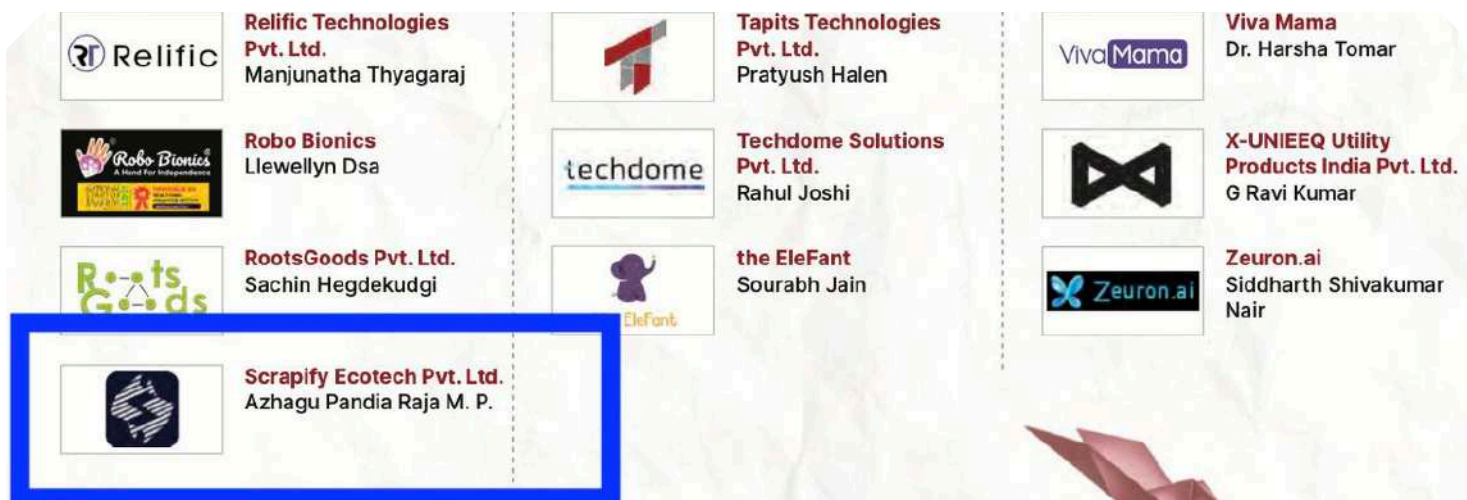 Relific
Relific Technologies
Pvt. Ltd.
Manjunatha Thyagaraj
Robo Bionics
A Hand For Independence
Robo Bionics
Llewellyn Dsa
Roots
Goods
RootsGoods Pvt. Ltd.
Sachin Hegdekudgi
Scrapify Ecotech Pvt. Ltd.
Azhagu Pandia Raja M. P.
Tapits Technologies
Pvt. Ltd.
Pratyush Halen
techdome
Techdome Solutions
Pvt. Ltd.
Rahul Joshi
EleFant
the EleFant
Sourabh Jain
VivaMama
Viva Mama
Dr. Harsha Tomar
X-UNIEEQ Utility
Products India Pvt. Ltd.
G Ravi Kumar
Zeuron.ai
Zeuron.ai
Siddharth Shivakumar
Nair